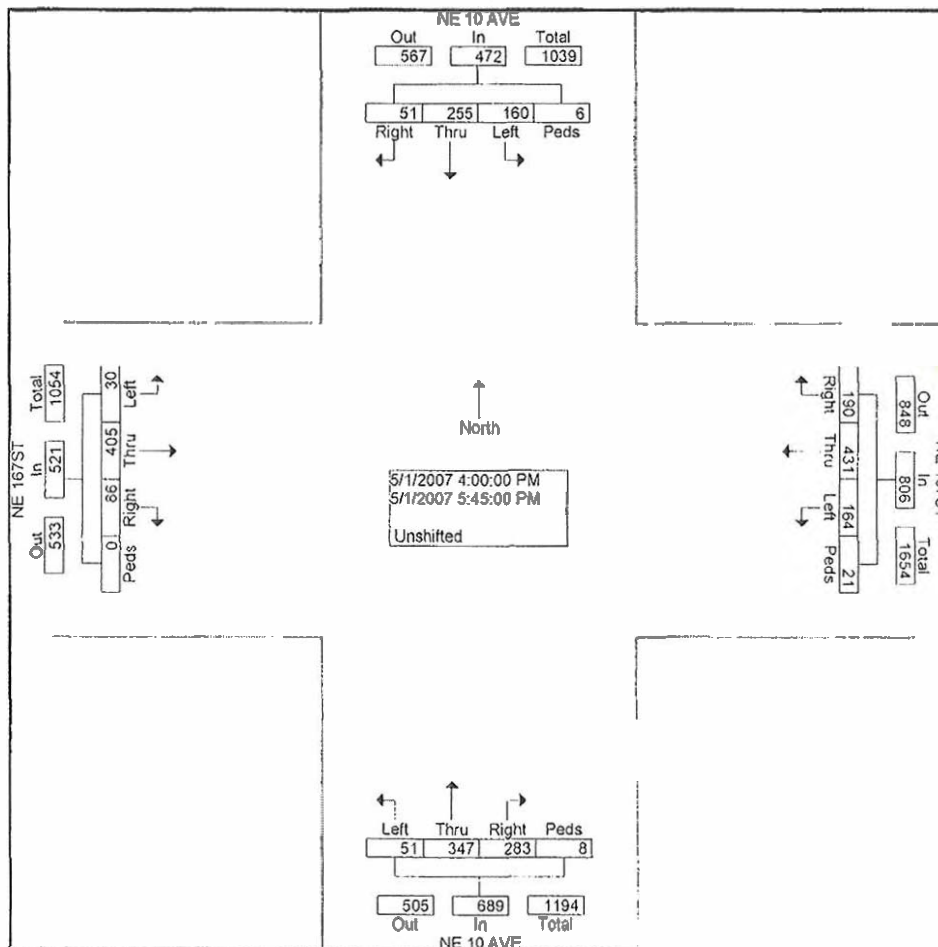 NE 10 AVE
Out In Total
567 472 1039
51 255 160 6
Right Thru Left Peds
NE 167ST
Total In Out
1054 521 533
30 405 86 0
Left Thru Right Peds
North
5/1/2007 4:00:00 PM
5/1/2007 5:45:00 PM
Unshifted
Right Thru Left Peds
190 431 164 21
Out In Total
848 806 1654
Left Thru Right Peds
51 347 283 8
505 689 1194
Out In Total
NE 10 AVE